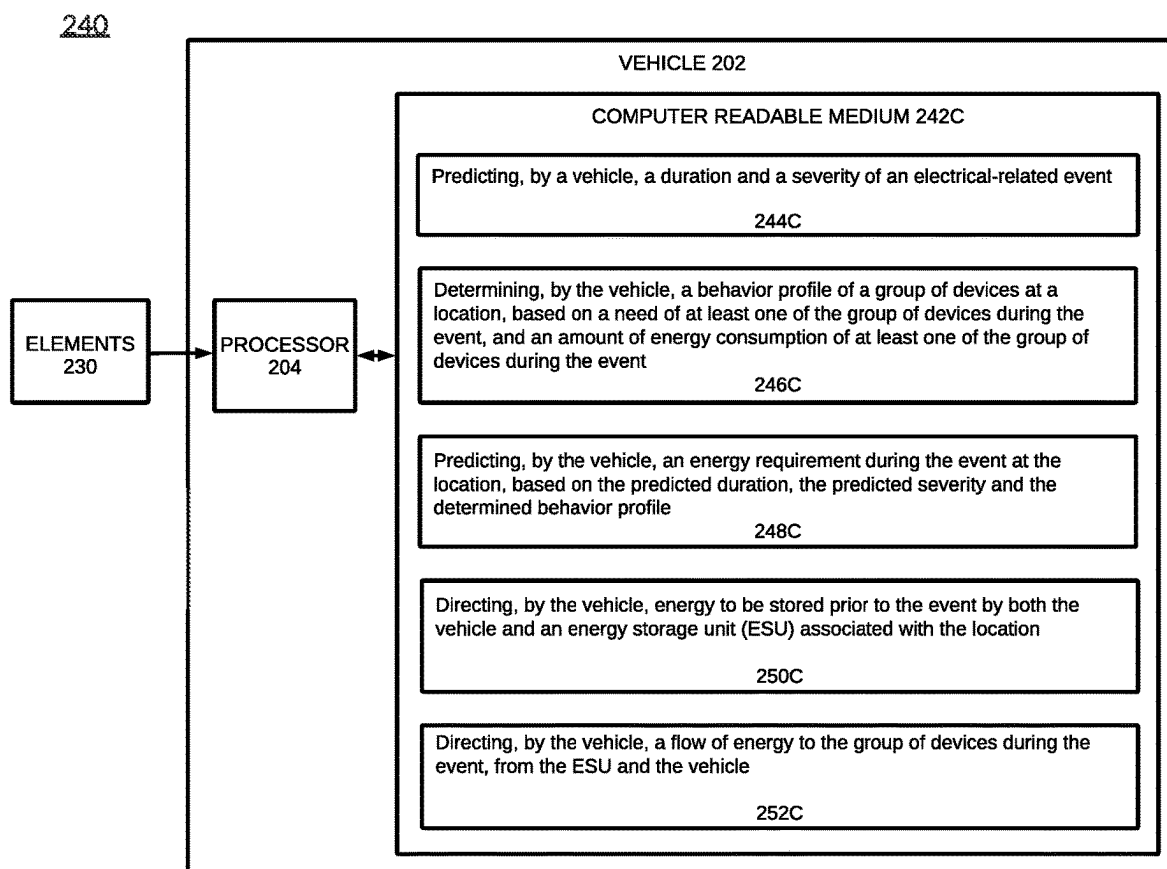 240
VEHICLE 202
COMPUTER READABLE MEDIUM 242C
Predicting, by a vehicle, a duration and a severity of an electrical-related event
244C
Determining, by the vehicle, a behavior profile of a group of devices at a
location, based on a need of at least one of the group of devices during the
event, and an amount of energy consumption of at least one of the group of
devices during the event
246C
ELEMENTS
230
PROCESSOR
204
Predicting, by the vehicle, an energy requirement during the event at the
location, based on the predicted duration, the predicted severity and the
determined behavior profile
248C
Directing, by the vehicle, energy to be stored prior to the event by both the
vehicle and an energy storage unit (ESU) associated with the location
250C
Directing, by the vehicle, a flow of energy to the group of devices during the
event, from the ESU and the vehicle
252C